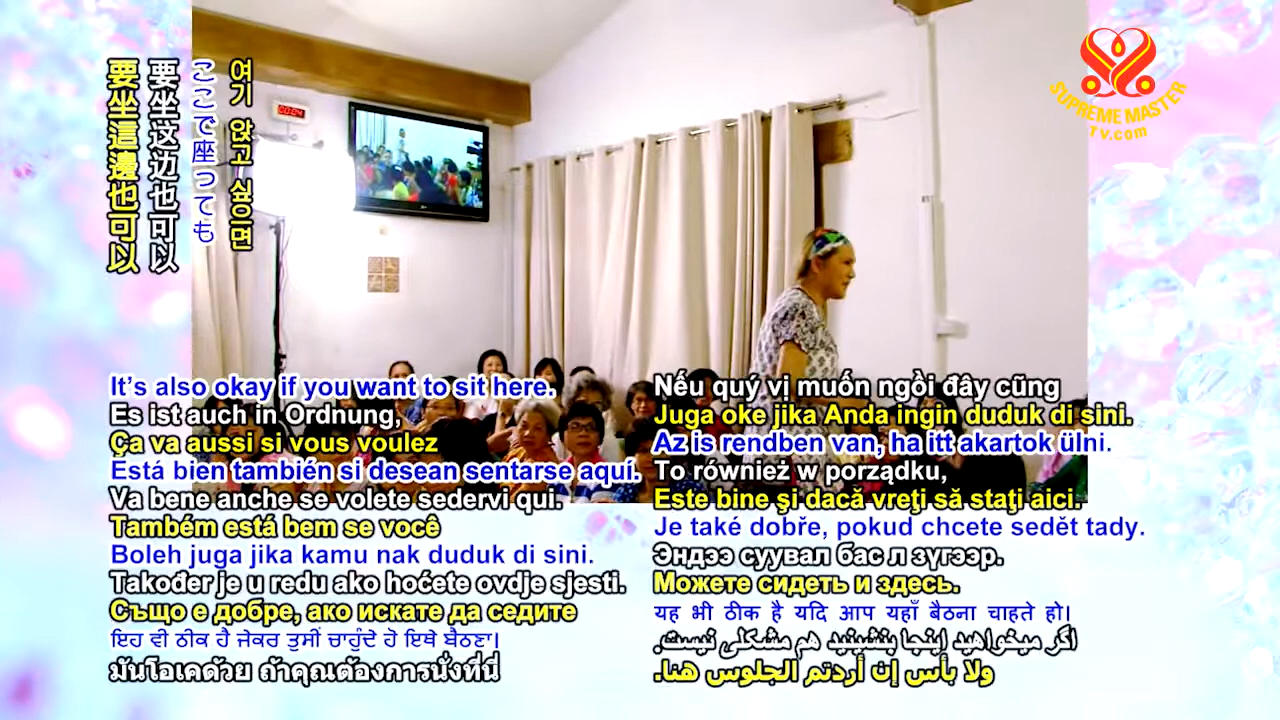 要坐這邊也可以
要坐这边也可以
ここで座っても
여기 앉고 싶으면
SUPREME MASTER
TV.com
It’s also okay if you want to sit here.
Es ist auch in Ordnung,
Ça va aussi si vous voulez
Está bien también si desean sentarse aquí.
Va bene anche se volete sedervi qui.
Também está bem se você
Boleh juga jika kamu nak duduk di sini.
Također je u redu ako hoćete ovdje sjesti.
Също е добре, ако искате да седите
ਇਹ ਵੀ ਠੀਕ ਹੈ ਜੇਕਰ ਤੁਸੀਂ ਚਾਹੁੰਦੇ ਹੋ ਇਥੇ ਬੈਠਣਾ।
มันโอเคด้วย ถ้าคุณต้องการนั่งที่นี่
Nếu quý vị muốn ngồi đây cũng
Juga oke jika Anda ingin duduk di sini.
Az is rendben van, ha itt akartok ülni.
To również w porządku,
Este bine şi dacă vreţi să staţi aici.
Je také dobře, pokud chcete sedět tady.
Эндээ суувал бас л зүгээр.
Можете сидеть и здесь.
यह भी ठीक है यदि आप यहाँ बैठना चाहते हो।
اگر میخواهید اینجا بنشینید هم مشکلی نیست.
ولا بأس إن أردتم الجلوس هنا.